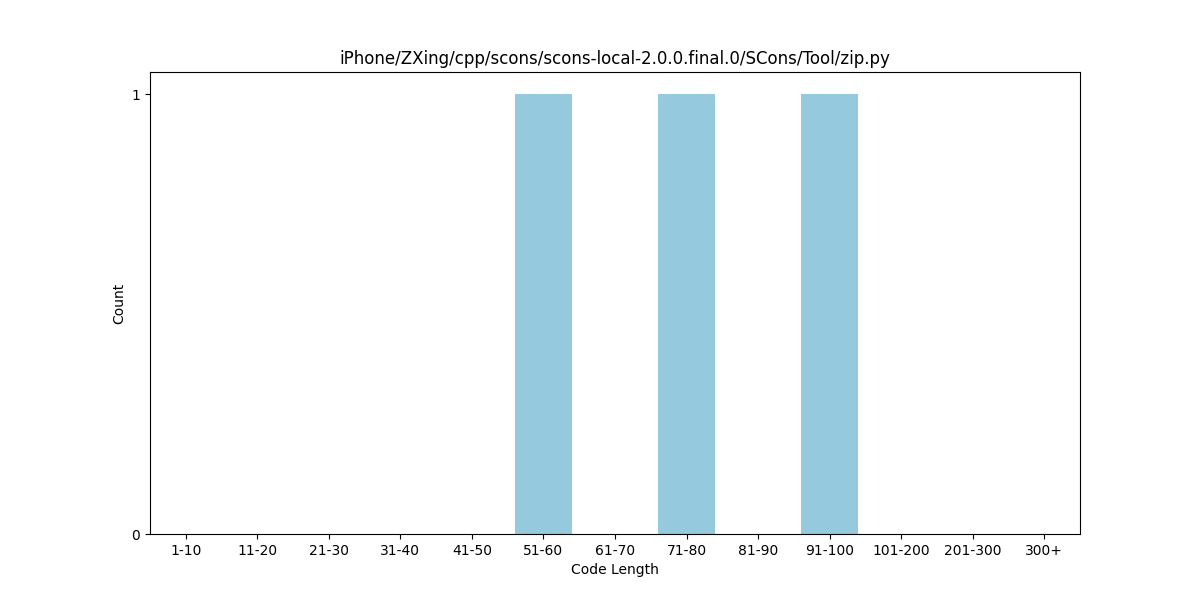 iPhone/ZXing/cpp/scons/scons-local-2.0.0.final.0/SCons/Tool/zip.py
1
Count
0
1-10 11-20 21-30 31-40 41-50 51-60 61-70 71-80 81-90 91-100 101-200 201-300 300+
Code Length